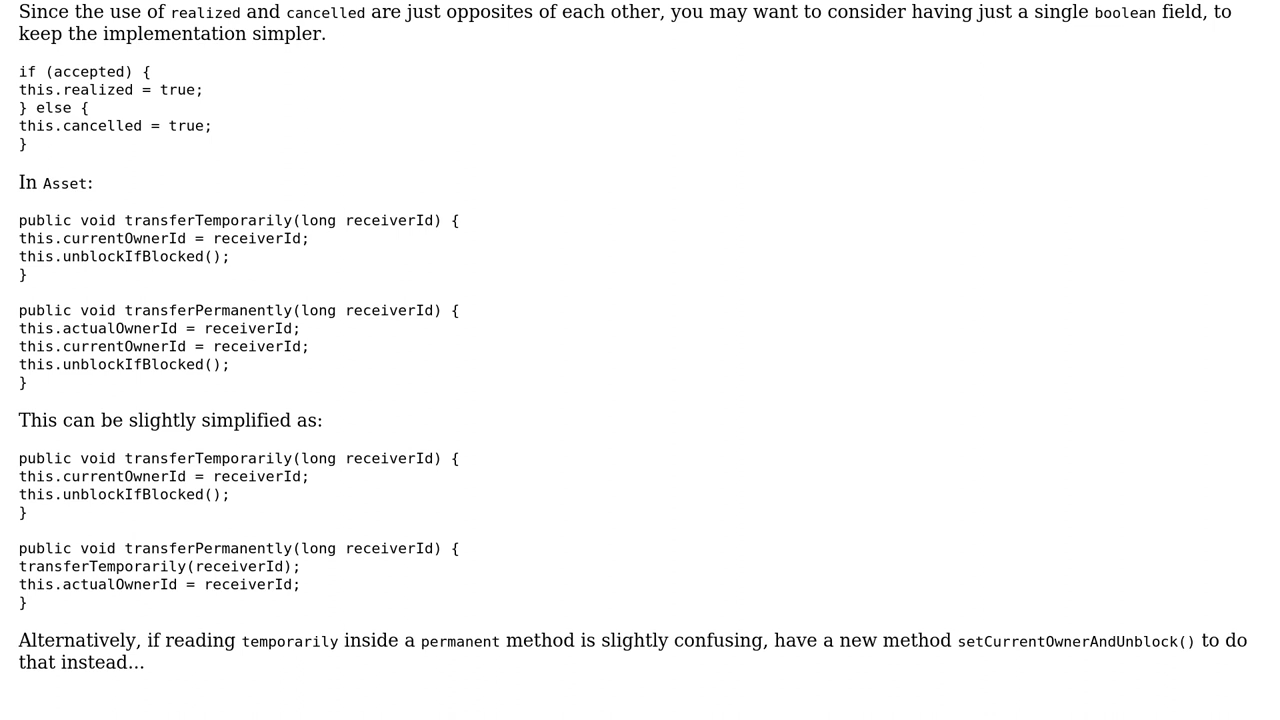 Since the use of realized and cancelled are just opposites of each other, you may want to consider having just a single boolean field, to
keep the implementation simpler.
if (accepted) {
this.realized = true;
} else {
this.cancelled = true;
}
In Asset:
public void transferTemporarily(long receiverId) {
this.currentOwnerId = receiverId;
this.unblockIfBlocked();
}
public void transferPermanently(long receiverId) {
this.actualOwnerId = receiverId;
this.currentOwnerId = receiverId;
this.unblockIfBlocked();
}
This can be slightly simplified as:
public void transferTemporarily(long receiverId) {
this.currentOwnerId = receiverId;
this.unblockIfBlocked();
}
public void transferPermanently(long receiverId) {
transferTemporarily(receiverId);
this.actualOwnerId = receiverId;
}
Alternatively, if reading temporarily inside a permanent method is slightly confusing, have a new method setCurrentOwnerAndUnblock() to do
that instead...